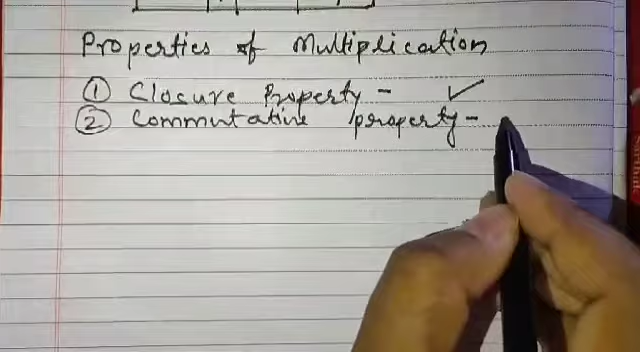 Properties of Multiplication
① Closure Property - ✓
② Commutative property -